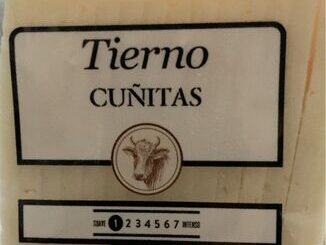 Tierno
CUÑITAS
SUAVE 1 2 3 4 5 6 7 INTENSO